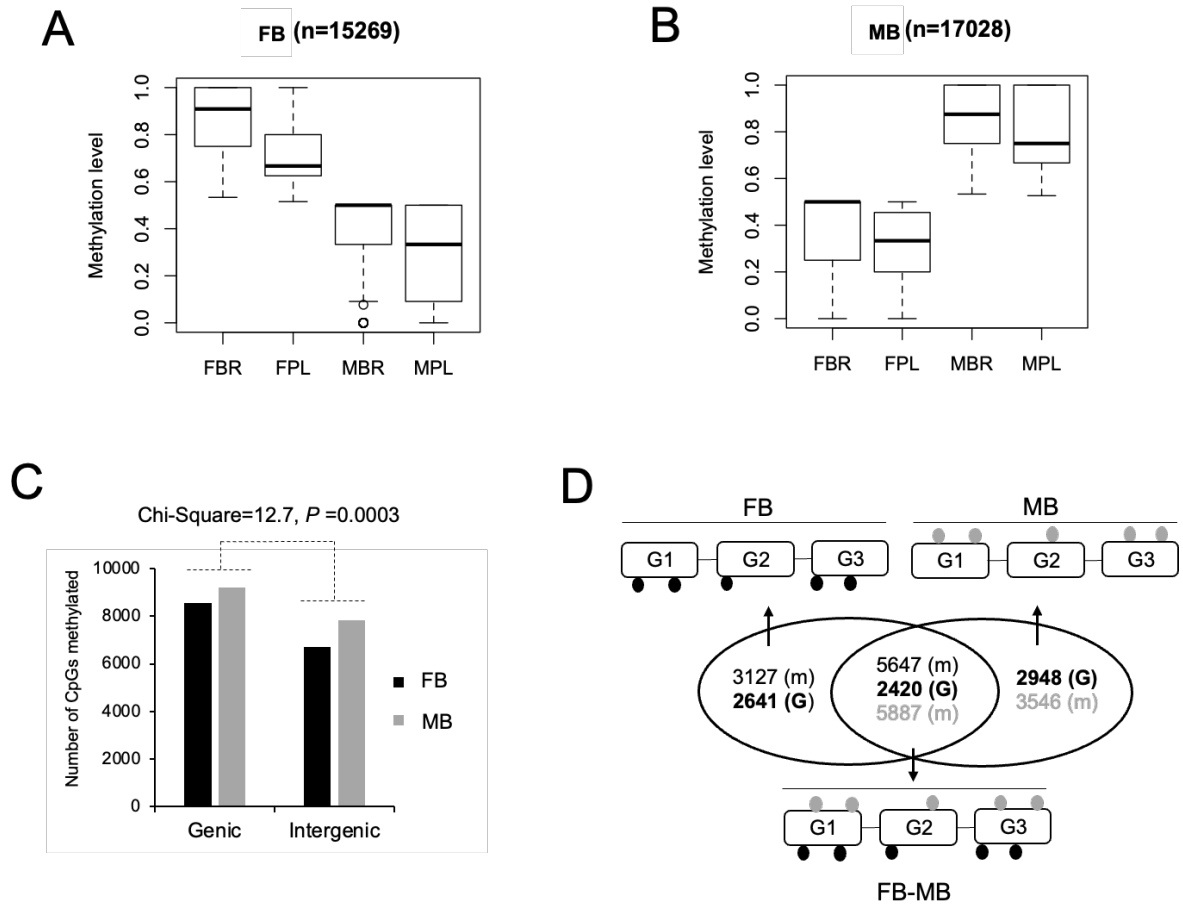 A
FB (n=15269)
Methylation level
1.0
0.8
0.6
0.4
0.2
0.0
FBR FPL MBR MPL
B
MB (n=17028)
Methylation level
1.0
0.8
0.6
0.4
0.2
0.0
FBR FPL MBR MPL
C
Chi-Square=12.7, P =0.0003
Number of CpGs methylated
10000
8000
6000
4000
2000
0
Genic Intergenic
FB
MB
D
FB
MB
G1 G2 G3
G1 G2 G3
3127 (m)
2641 (G)
5647 (m)
2420 (G)
5887 (m)
2948 (G)
3546 (m)
G1 G2 G3
FB-MB